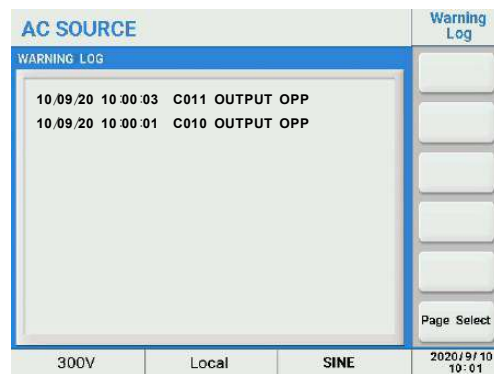 AC SOURCE
Warning
Log
WARNING LOG
10/09/20 10:00:03 C011 OUTPUT OPP
10/09/20 10:00:01 C010 OUTPUT OPP
Page Select
300V
Local
SINE
2020/9/10
10:01